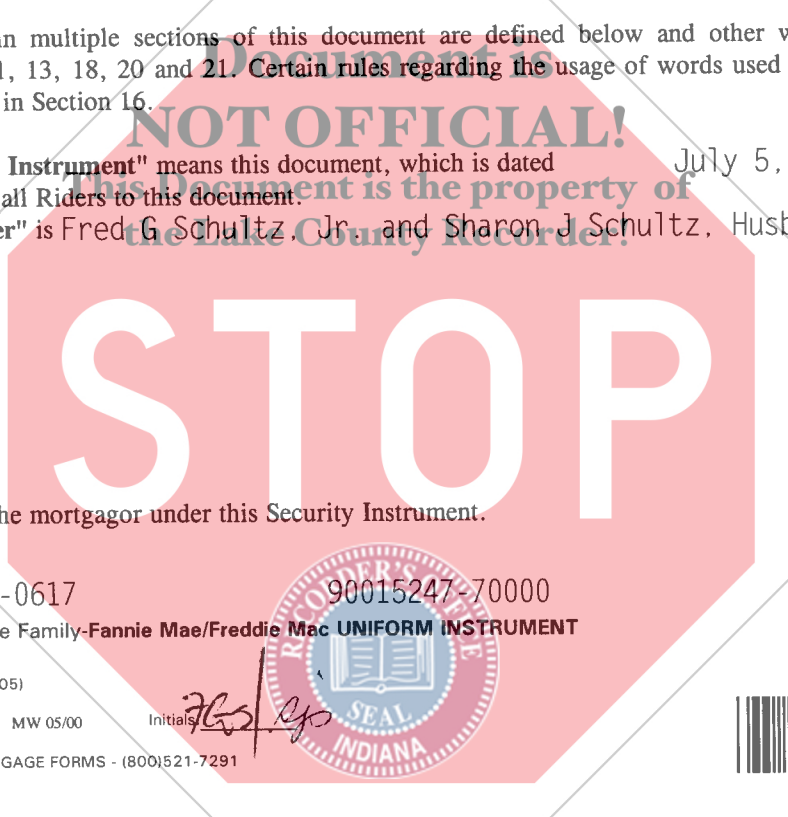 in multiple sections of this document are defined below and other w
1, 13, 18, 20 and 21. Certain rules regarding the usage of words used
in Section 16.
Document is
NOT OFFICIAL!
This Document is the property of
the Lake County Recorder!
Instrument" means this document, which is dated July 5,
all Riders to this document.
er" is Fred G Schultz, Jr. and Sharon J Schultz, Husb
STOP
he mortgagor under this Security Instrument.
-0617 90015247-70000
e Family-Fannie Mae/Freddie Mac UNIFORM INSTRUMENT
05)
MW 05/00 Initials: FGS SJS
GAGE FORMS - (800)521-7291
RECORDER'S OFFICE
SEAL
INDIANA